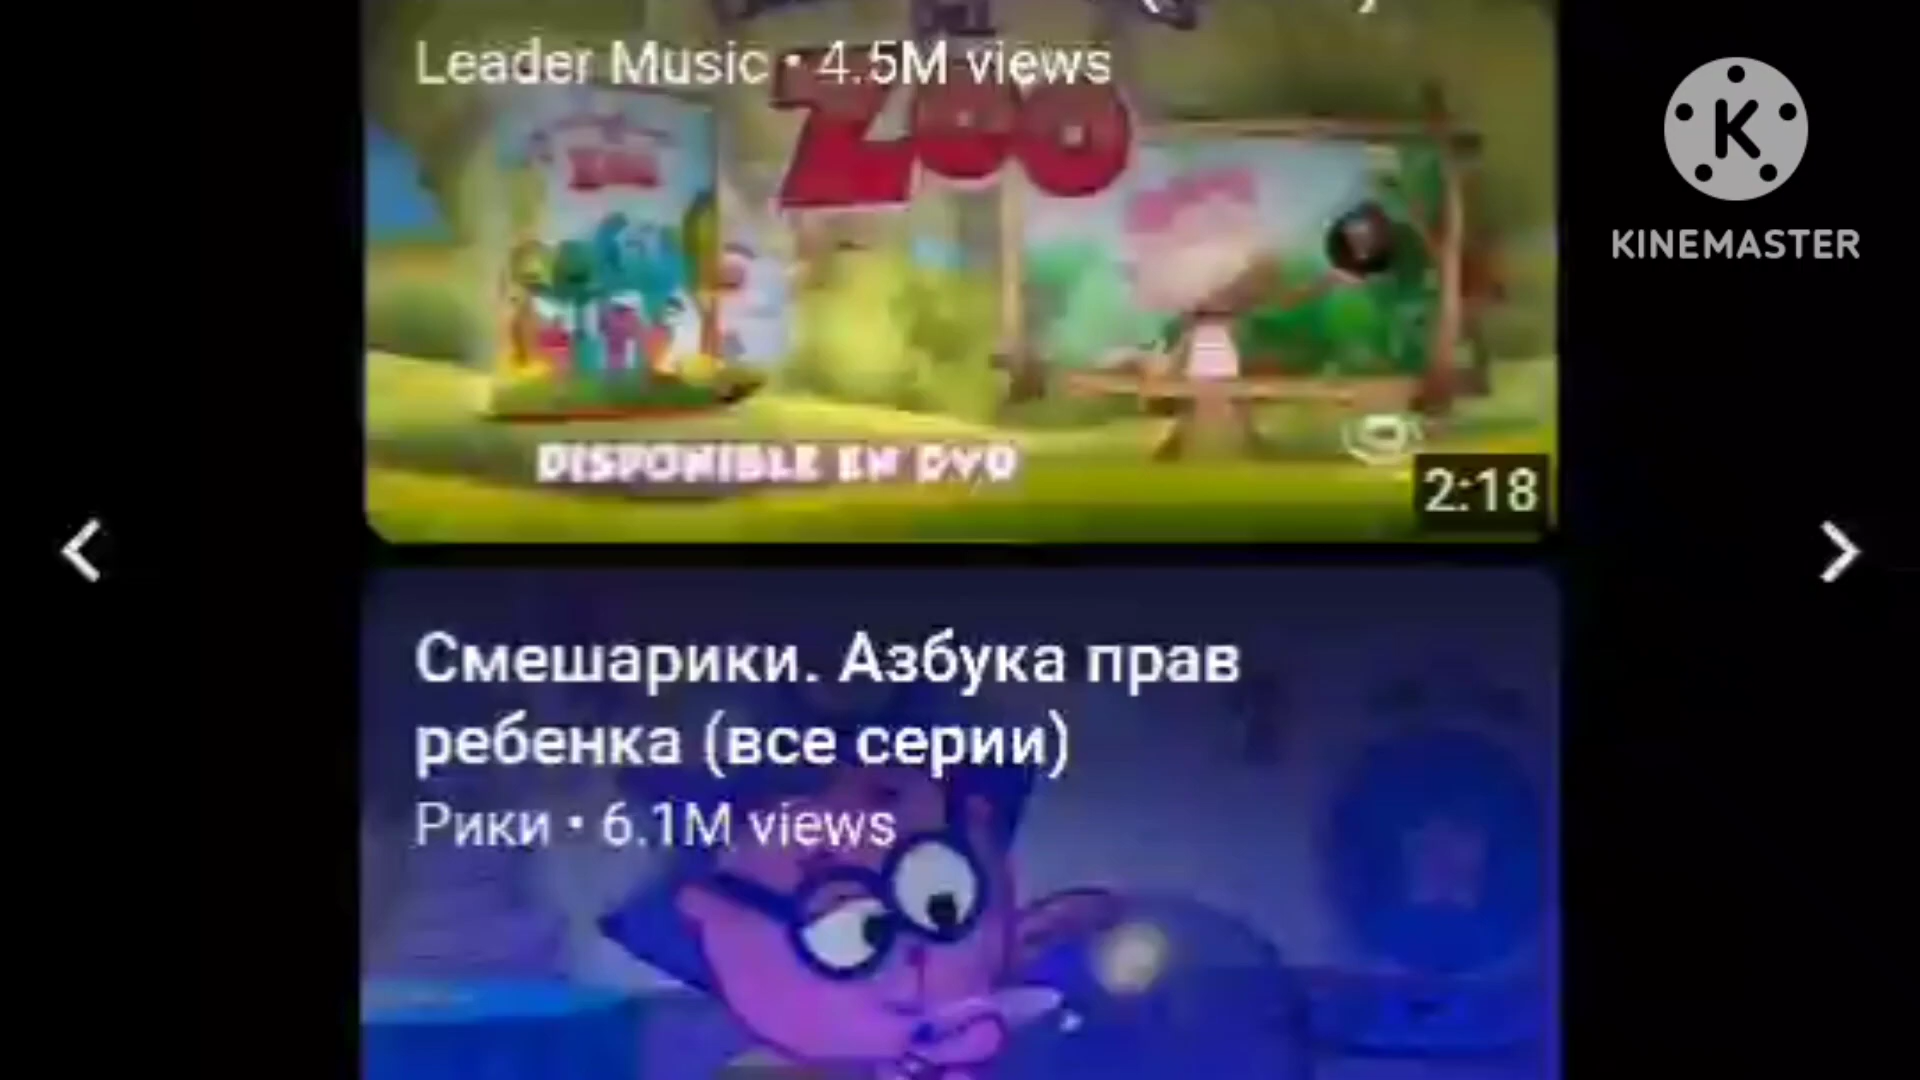 Leader Music • 4.5M views
ZOO
DISPONIBLE EN DVD
2:18
K
KINEMASTER
Смешарики. Азбука прав
ребенка (все серии)
Рики • 6.1M views